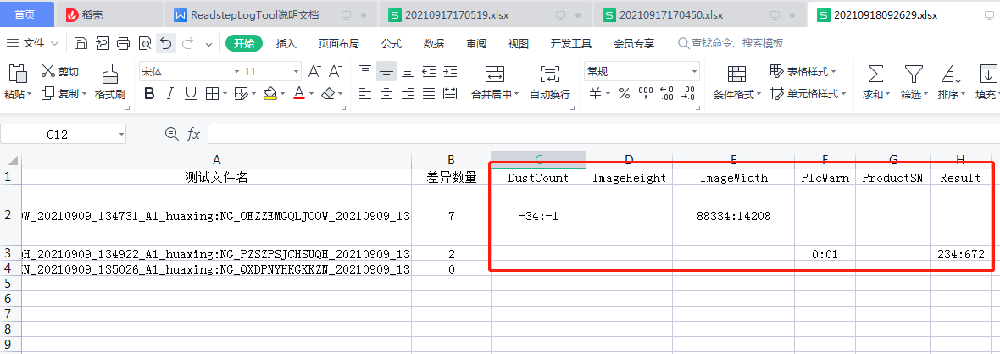 首页 稻壳 ReadstepLogTool说明文档 20210917170519.xlsx 20210917170450.xlsx 20210918092629.xlsx
文件 开始 插入 页面布局 公式 数据 审阅 视图 开发工具 会员专享 查找命令、搜索模板
剪切 宋体 11 A+ A- 常规 表格样式
粘贴 复制 格式刷 B I U A 合并居中 自动换行 ¥ % 000 条件格式 单元格样式 求和 筛选 排序 填充
C12 fx
A B C D E F G H
1 测试文件名 差异数量 DustCount ImageHeight ImageWidth PlcWarn ProductSN Result
2 W_20210909_134731_A1_huaxing:NG_OEZZEMGQLJOOW_20210909_13 7 -34:-1 88334:14208
3 QH_20210909_134922_A1_huaxing:NG_PZSZPSJCHSUQH_20210909_13 2 0:01 234:672
4 N_20210909_135026_A1_huaxing:NG_QXDPNYHKGKKZN_20210909_13 0
5
6
7
8
9